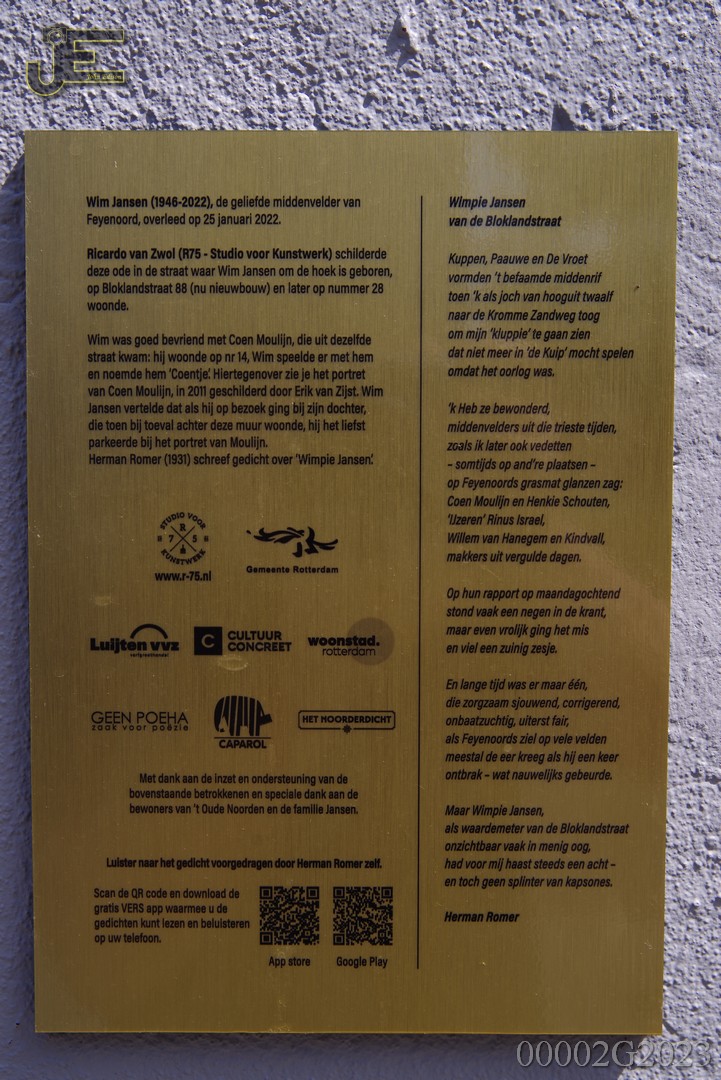 jE
John Edition
Wim Jansen (1946-2022), de geliefde middenvelder van
Feyenoord, overleed op 25 januari 2022.
Ricardo van Zwol (R75 - Studio voor Kunstwerk) schilderde
deze ode in de straat waar Wim Jansen om de hoek is geboren,
op Bloklandstraat 88 (nu nieuwbouw) en later op nummer 28
woonde.
Wim was goed bevriend met Coen Moulijn, die uit dezelfde
straat kwam: hij woonde op nr 14, Wim speelde er met hem
en noemde hem ‘Coentje’. Hiertegenover zie je het portret
van Coen Moulijn, in 2011 geschilderd door Erik van Zijst. Wim
Jansen vertelde dat als hij op bezoek ging bij zijn dochter,
die toen bij toeval achter deze muur woonde, hij het liefst
parkeerde bij het portret van Moulijn.
Herman Romer (1931) schreef gedicht over ‘Wimpie Jansen’.
STUDIO VOOR
R
7 5
KUNSTWERK
www.r-75.nl
Gemeente Rotterdam
Luijten vvz
verfgroothandel
C CULTUUR
CONCREET
woonstad.
rotterdam
GEEN POEHA
zaak voor poëzie
CAPAROL
HET NOORDERDICHT
Met dank aan de inzet en ondersteuning van de
bovenstaande betrokkenen en speciale dank aan de
bewoners van ’t Oude Noorden en de familie Jansen.
Luister naar het gedicht voorgedragen door Herman Romer zelf.
Scan de QR code en download de
gratis VERS app waarmee u de
gedichten kunt lezen en beluisteren
op uw telefoon.
App store
Google Play
Wimpie Jansen
van de Bloklandstraat
Kuppen, Paauwe en De Vroet
vormden ’t befaamde middenrif
toen ’k als joch van hooguit twaalf
naar de Kromme Zandweg toog
om mijn ‘kluppie’ te gaan zien
dat niet meer in ‘de Kuip’ mocht spelen
omdat het oorlog was.
‘k Heb ze bewonderd,
middenvelders uit die trieste tijden,
zoals ik later ook vedetten
– somtijds op and’re plaatsen –
op Feyenoords grasmat glanzen zag:
Coen Moulijn en Henkie Schouten,
‘IJzeren’ Rinus Israel,
Willem van Hanegem en Kindvall,
makkers uit vergulde dagen.
Op hun rapport op maandagochtend
stond vaak een negen in de krant,
maar even vrolijk ging het mis
en viel een zuinig zesje.
En lange tijd was er maar één,
die zorgzaam sjouwend, corrigerend,
onbaatzuchtig, uiterst fair,
als Feyenoords ziel op vele velden
meestal de eer kreeg als hij een keer
ontbrak – wat nauwelijks gebeurde.
Maar Wimpie Jansen,
als waardemeter van de Bloklandstraat
onzichtbaar vaak in menig oog,
had voor mij haast steeds een acht –
en toch geen splinter van kapsones.
Herman Romer
00002G2023